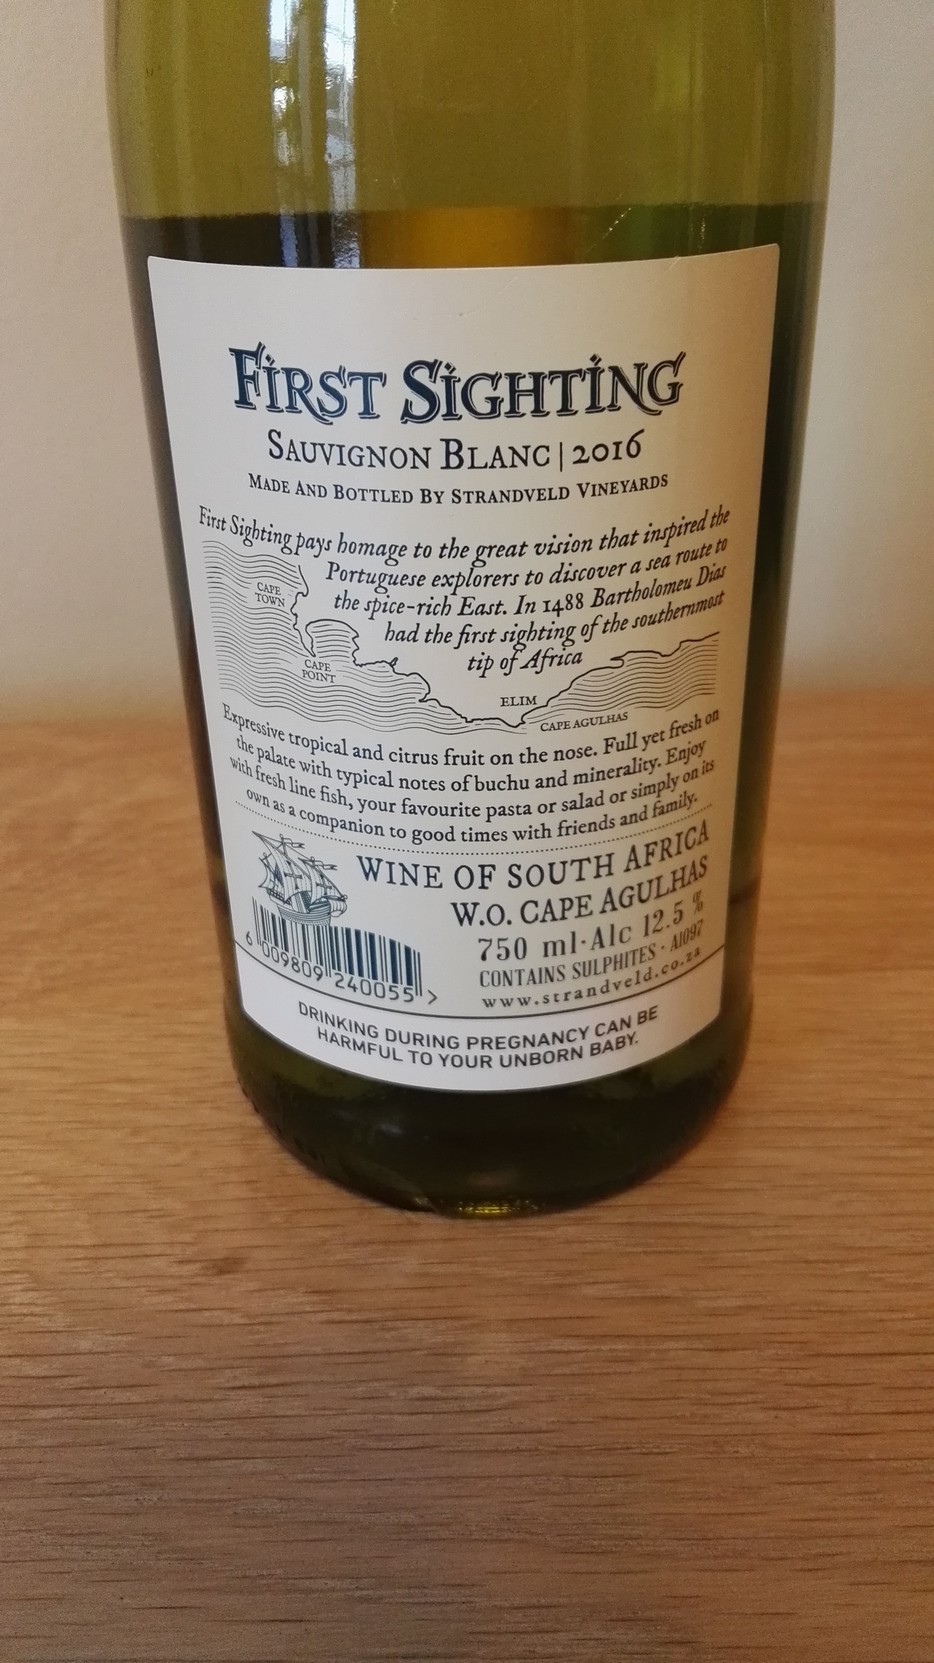 First Sighting
Sauvignon Blanc | 2016
Made And Bottled By Strandveld Vineyards
First Sighting pays homage to the great vision that inspired the
Portuguese explorers to discover a sea route to
the spice-rich East. In 1488 Bartholomeu Dias
had the first sighting of the southernmost
tip of Africa
CAPE
TOWN
CAPE
POINT
ELIM
CAPE AGULHAS
Expressive tropical and citrus fruit on the nose. Full yet fresh on
the palate with typical notes of buchu and minerality. Enjoy
with fresh line fish, your favourite pasta or salad or simply on its
own as a companion to good times with friends and family.
WINE OF SOUTH AFRICA
W.O. CAPE AGULHAS
750 ml·Alc 12.5 %
CONTAINS SULPHITES · A1097
www.strandveld.co.za
6 009809 240055 >
DRINKING DURING PREGNANCY CAN BE
HARMFUL TO YOUR UNBORN BABY.